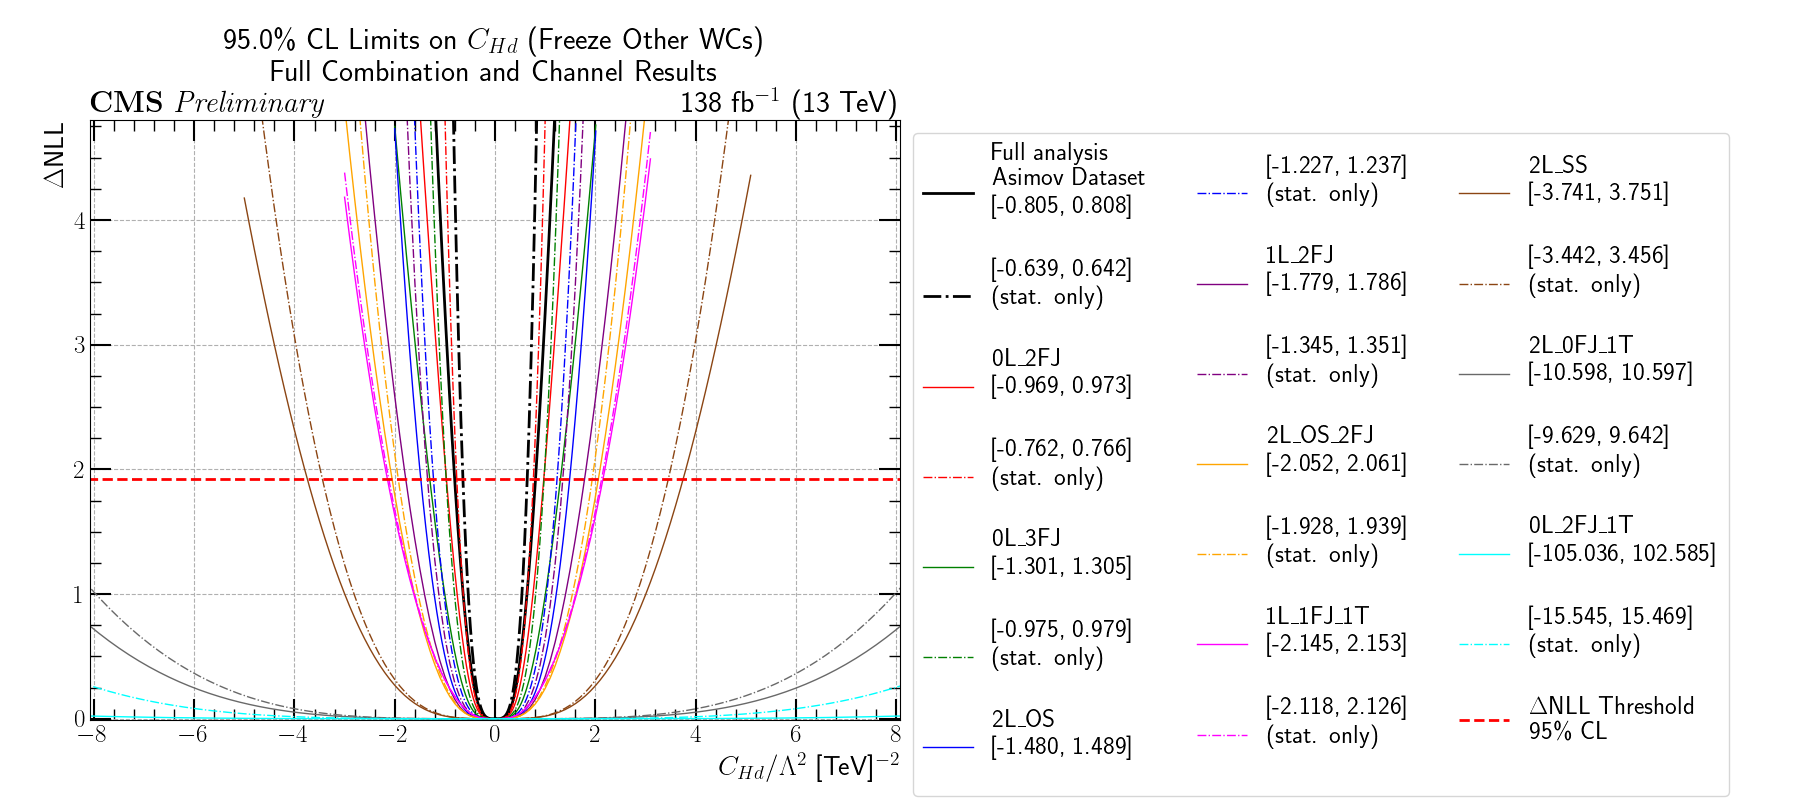 95.0% CL Limits on C_{Hd} (Freeze Other WCs)
Full Combination and Channel Results
CMS Preliminary
138 fb⁻¹ (13 TeV)
ΔNLL
4
3
2
1
0
−8
−6
−4
−2
0
2
4
6
8
C_{Hd}/Λ² [TeV]⁻²
Full analysis
Asimov Dataset
[-0.805, 0.808]
[-0.639, 0.642]
(stat. only)
0L_2FJ
[-0.969, 0.973]
[-0.762, 0.766]
(stat. only)
0L_3FJ
[-1.301, 1.305]
[-0.975, 0.979]
(stat. only)
2L_OS
[-1.480, 1.489]
[-1.227, 1.237]
(stat. only)
1L_2FJ
[-1.779, 1.786]
[-1.345, 1.351]
(stat. only)
2L_OS_2FJ
[-2.052, 2.061]
[-1.928, 1.939]
(stat. only)
1L_1FJ_1T
[-2.145, 2.153]
[-2.118, 2.126]
(stat. only)
2L_SS
[-3.741, 3.751]
[-3.442, 3.456]
(stat. only)
2L_0FJ_1T
[-10.598, 10.597]
[-9.629, 9.642]
(stat. only)
0L_2FJ_1T
[-105.036, 102.585]
[-15.545, 15.469]
(stat. only)
ΔNLL Threshold
95% CL